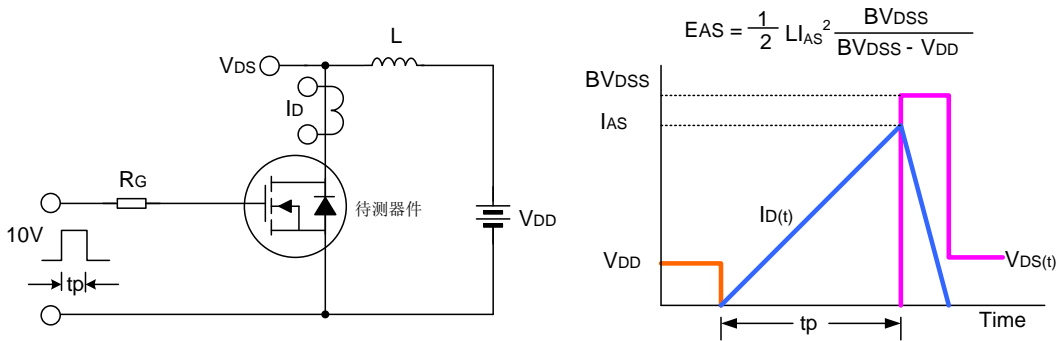 L
VDS
ID
RG
10V
tp
待测器件
VDD
EAS = 1/2 LIAS² BVDSS / BVDSS - VDD
BVDSS
IAS
ID(t)
VDD
VDS(t)
tp
Time